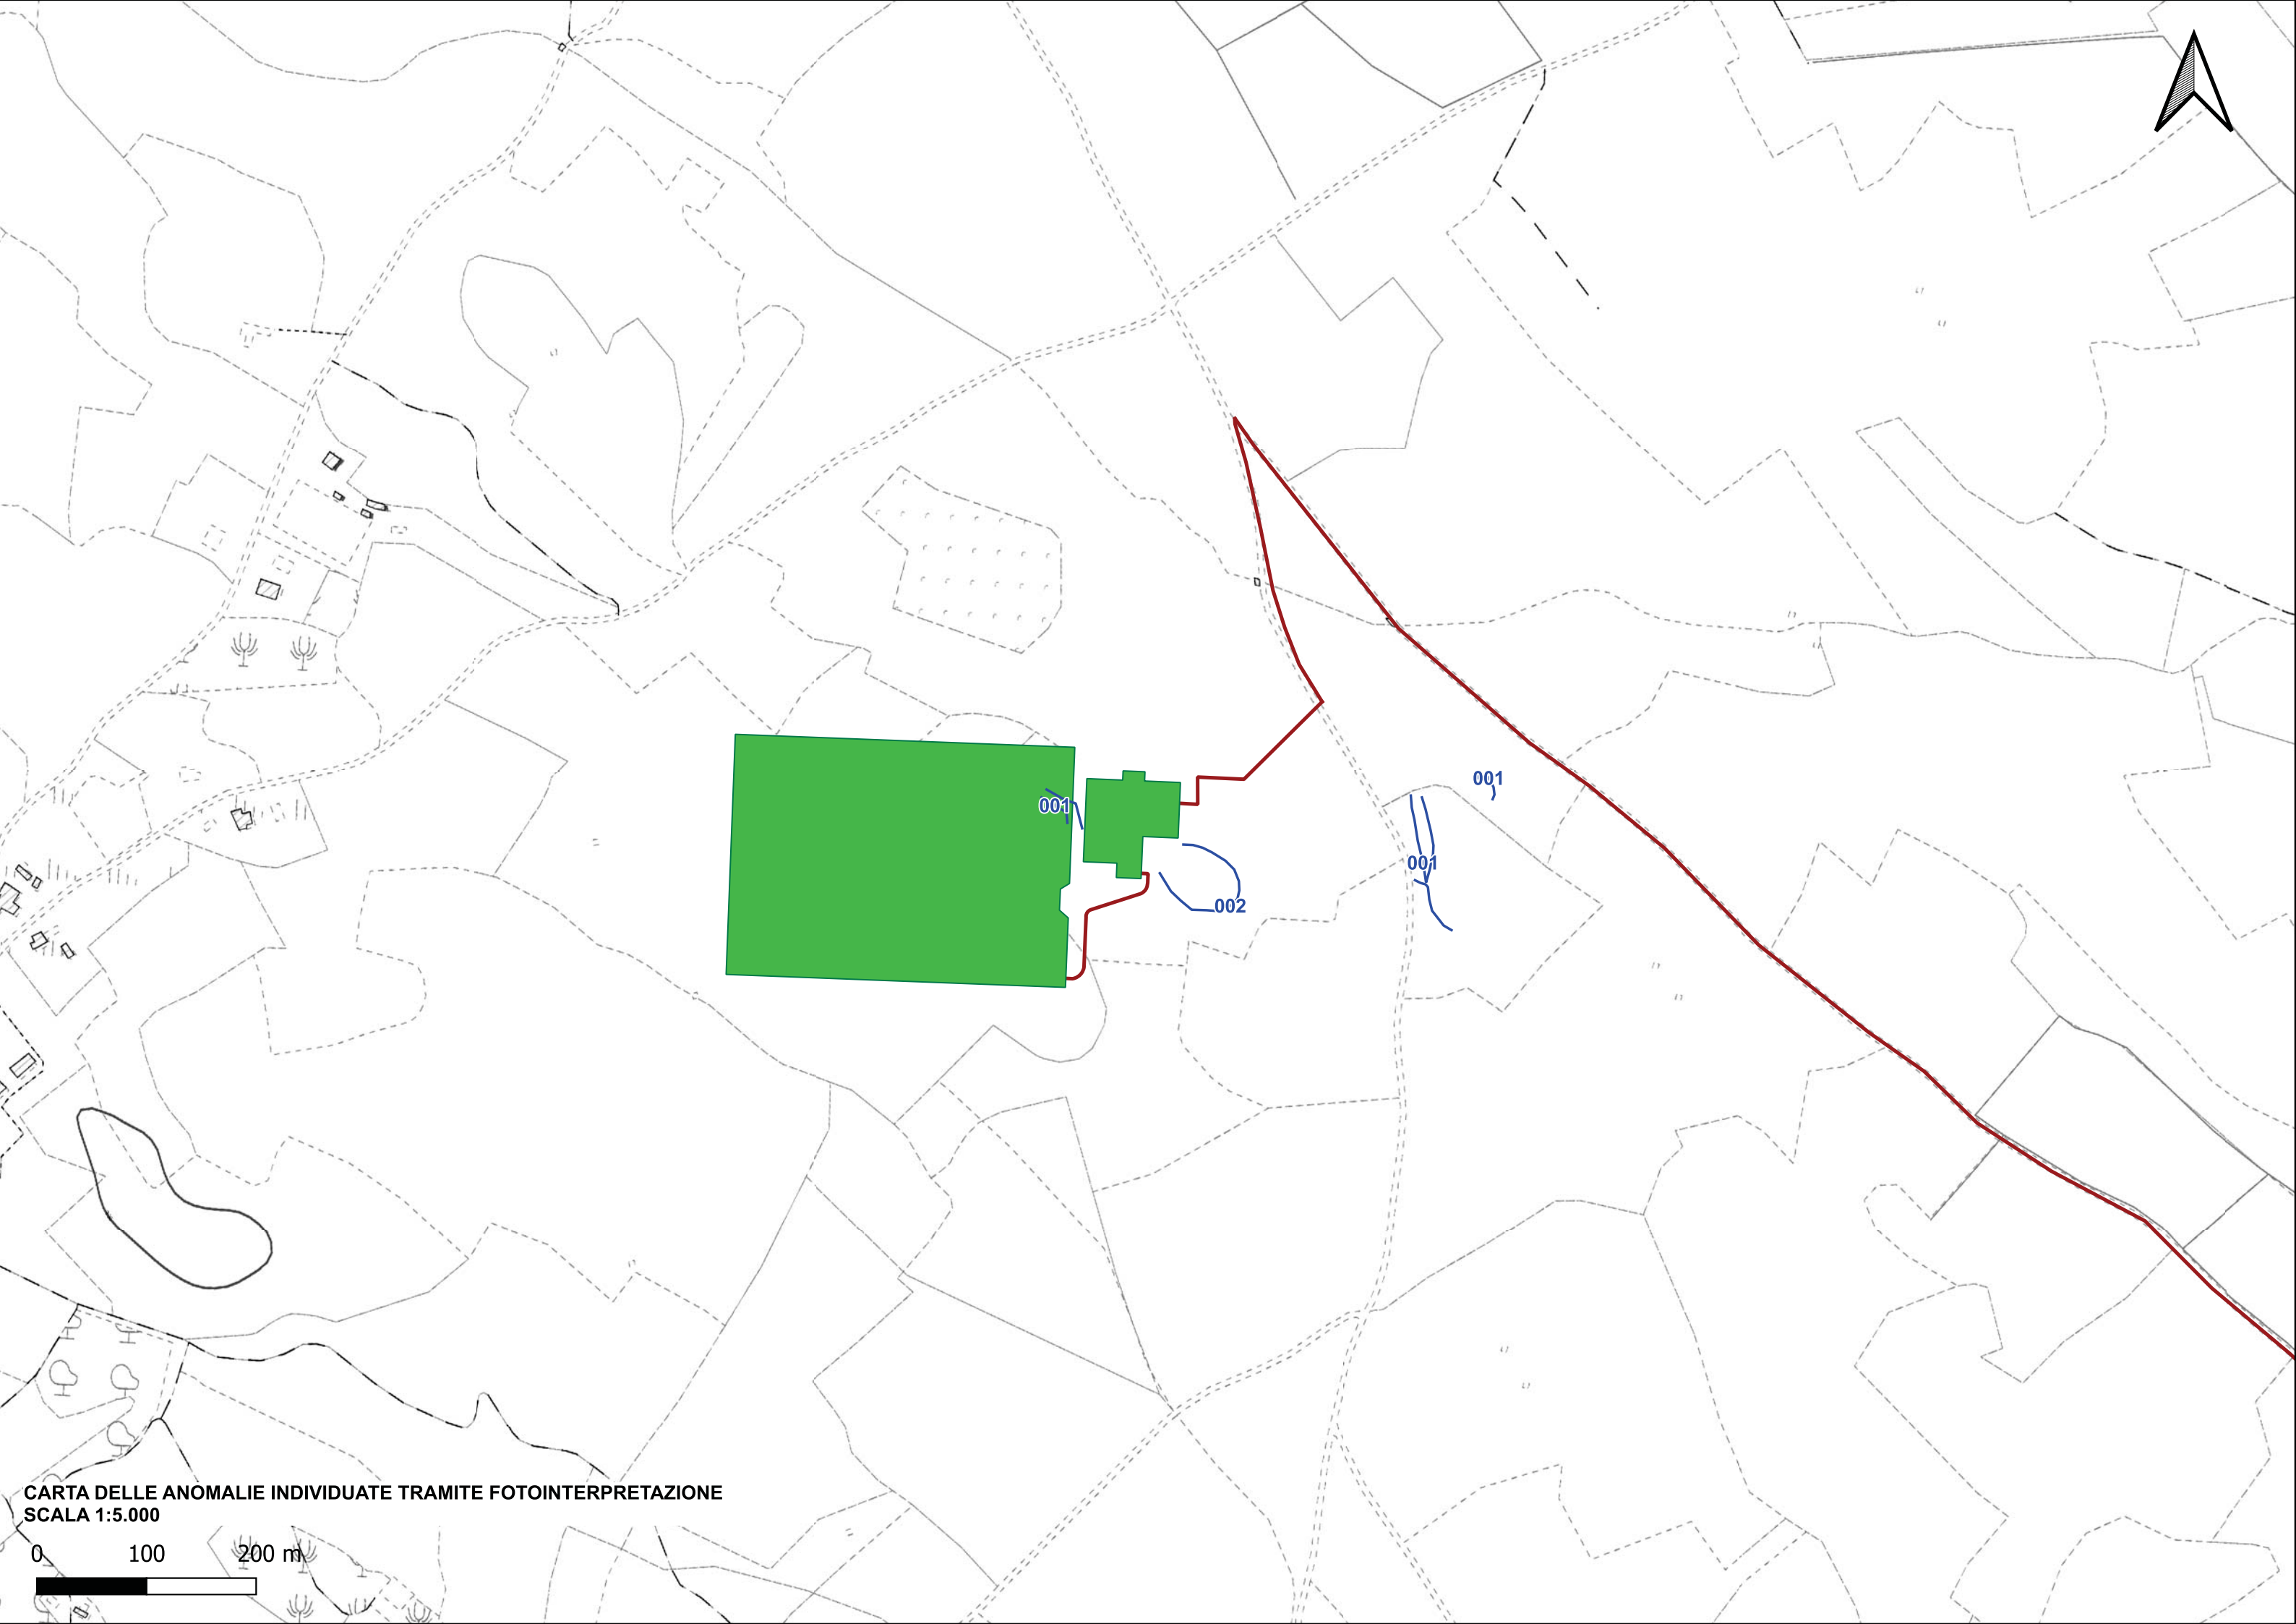 001
001
001
002
CARTA DELLE ANOMALIE INDIVIDUATE TRAMITE FOTOINTERPRETAZIONE
SCALA 1:5.000
0 100 200 m